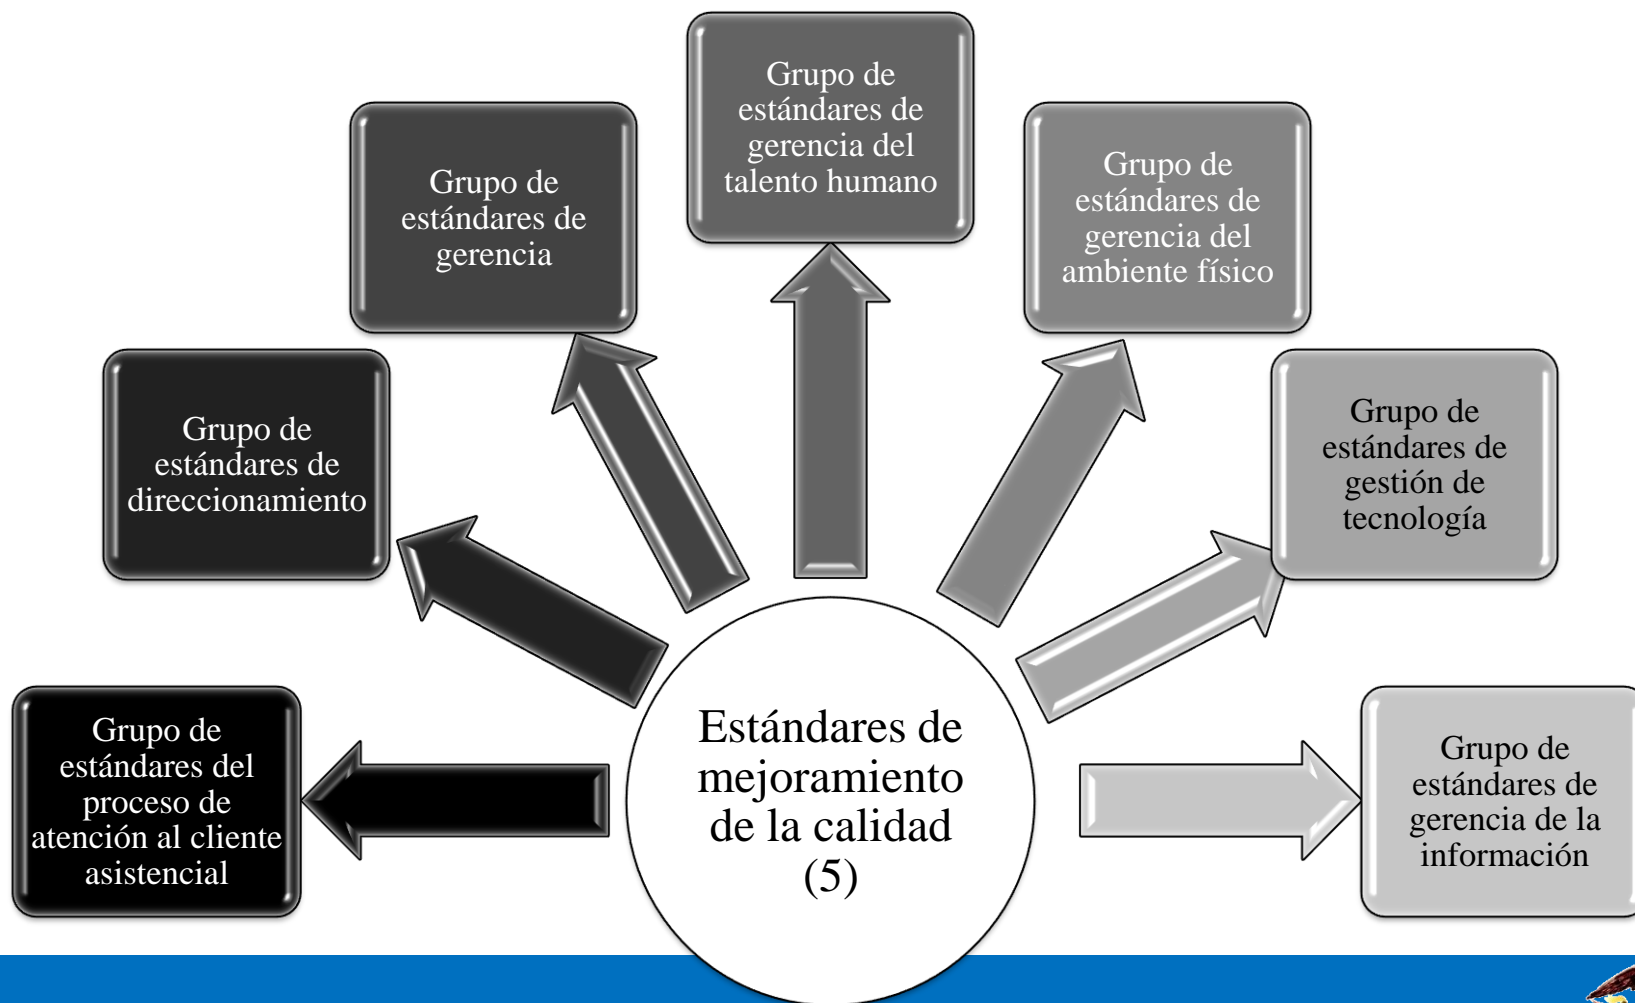 Grupo de
estándares de
gerencia del
talento humano
Grupo de
estándares de
gerencia
Grupo de
estándares de
gerencia del
ambiente físico
Grupo de
estándares de
direccionamiento
Grupo de
estándares de
gestión de
tecnología
Grupo de
estándares del
proceso de
atención al cliente
asistencial
Estándares de
mejoramiento
de la calidad
(5)
Grupo de
estándares de
gerencia de la
información